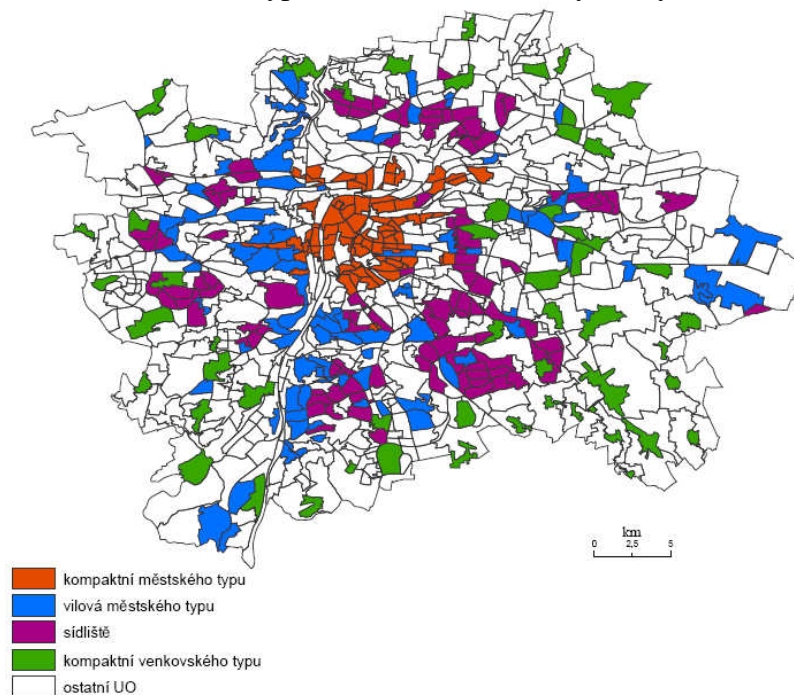 km
0 2,5 5
kompaktní městského typu
vilová městského typu
sídliště
kompaktní venkovského typu
ostatní UO